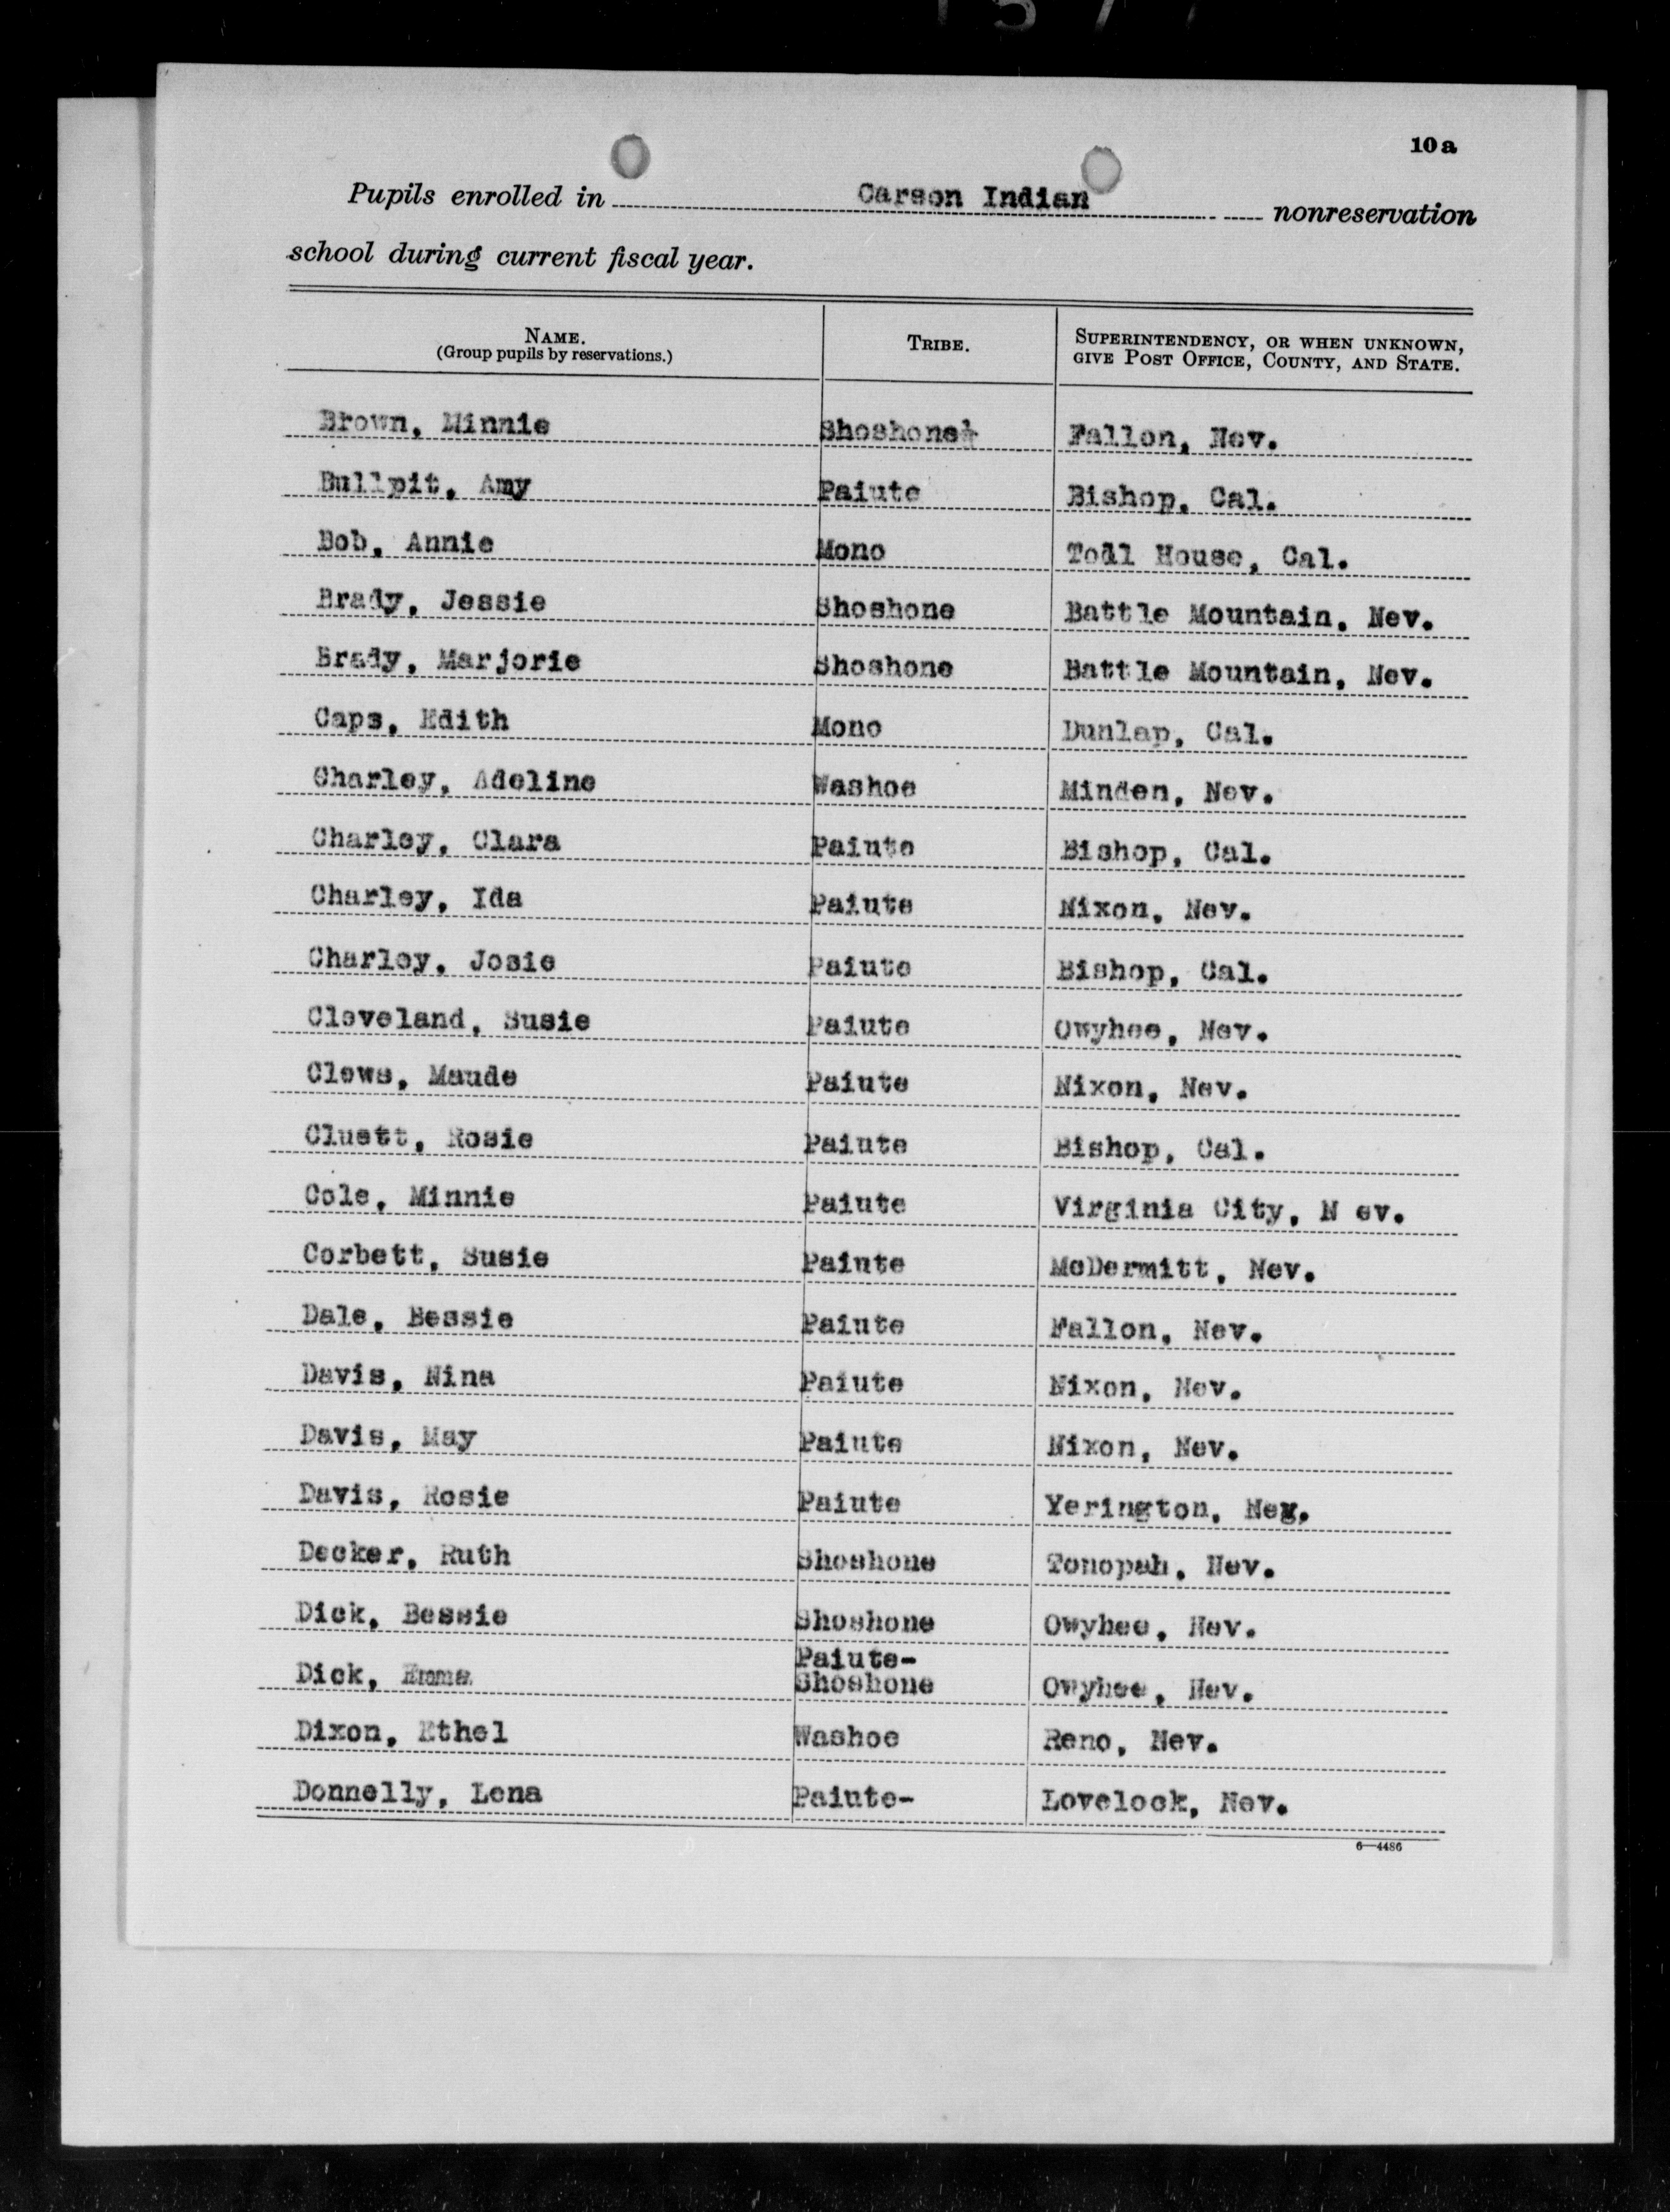 10a
Pupils enrolled in Carson Indian nonreservation
school during current fiscal year.
NAME. (Group pupils by reservations.) TRIBE. SUPERINTENDENCY, OR WHEN UNKNOWN, GIVE POST OFFICE, COUNTY, AND STATE.
Brown, Minnie Shoshone½ Fallon, Nev.
Bullpit, Amy Paiute Bishop, Cal.
Bob, Annie Mono Toll House, Cal.
Brady, Jessie Shoshone Battle Mountain, Nev.
Brady, Marjorie Shoshone Battle Mountain, Nev.
Caps, Edith Mono Dunlap, Cal.
Charley, Adeline Washoe Minden, Nev.
Charley, Clara Paiute Bishop, Cal.
Charley, Ida Paiute Nixon, Nev.
Charley, Josie Paiute Bishop, Cal.
Cleveland, Susie Paiute Owyhee, Nev.
Clews, Maude Paiute Nixon, Nev.
Cluett, Rosie Paiute Bishop, Cal.
Cole, Minnie Paiute Virginia City, N ev.
Corbett, Susie Paiute McDermitt, Nev.
Dale, Bessie Paiute Fallon, Nev.
Davis, Nina Paiute Nixon, Nev.
Davis, May Paiute Nixon, Nev.
Davis, Rosie Paiute Yerington, Nev.
Decker, Ruth Shoshone Tonopah, Nev.
Dick, Bessie Shoshone Owyhee, Nev.
Paiute-
Dick, Emma Shoshone Owyhee, Nev.
Dixon, Ethel Washoe Reno, Nev.
Donnelly, Lena Paiute- Lovelock, Nev.
6—4486